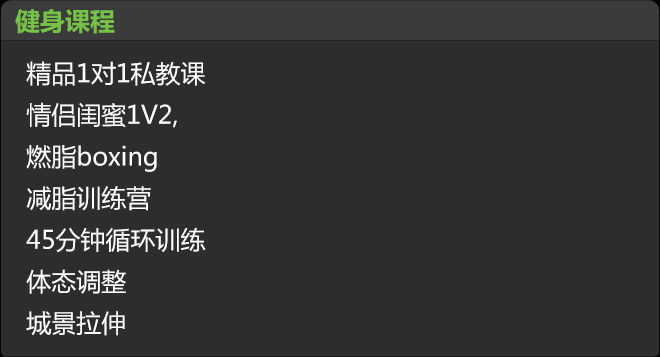 健身课程
精品1对1私教课
情侣闺蜜1V2,
燃脂boxing
减脂训练营
45分钟循环训练
体态调整
城景拉伸